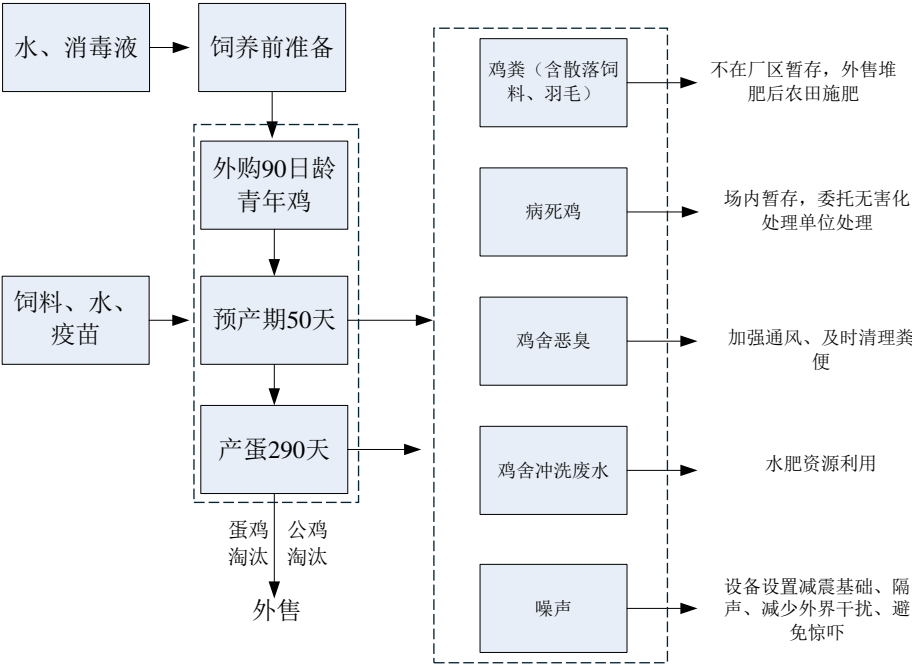 水、消毒液
饲养前准备
外购90日龄
青年鸡
饲料、水、
疫苗
预产期50天
产蛋290天
蛋鸡
淘汰
公鸡
淘汰
外售
鸡粪（含散落饲
料、羽毛）
不在厂区暂存，外售堆
肥后农田施肥
病死鸡
场内暂存，委托无害化
处理单位处理
鸡舍恶臭
加强通风、及时清理粪
便
鸡舍冲洗废水
水肥资源利用
噪声
设备设置减震基础、隔
声、减少外界干扰、避
免惊吓